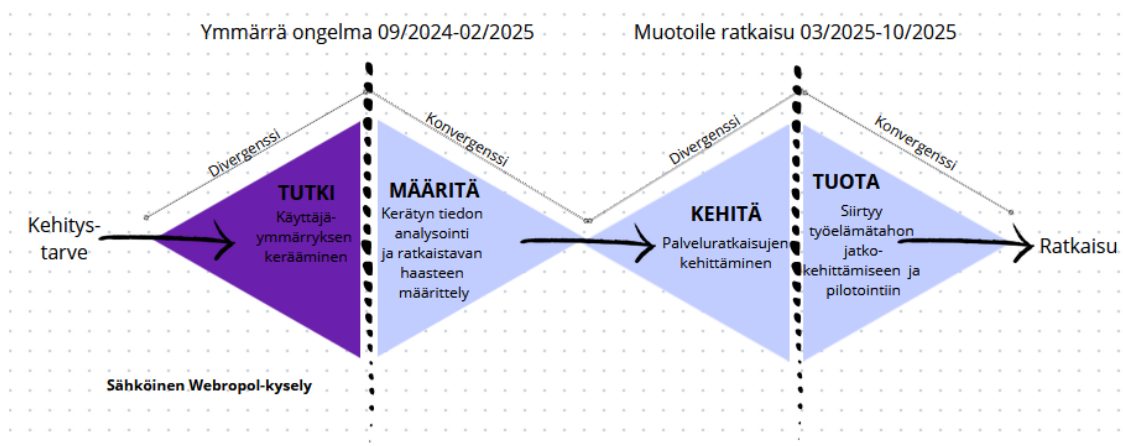 Ymmärrä ongelma 09/2024-02/2025
Muotoile ratkaisu 03/2025-10/2025
Divergenssi
Konvergenssi
Divergenssi
Konvergenssi
Kehitys-
tarve
TUTKI
Käyttäjä-
ymmärryksen
kerääminen
MÄÄRITÄ
Kerätyn tiedon
analysointi
ja ratkaistavan
haasteen
määrittely
KEHITÄ
Palveluratkaisujen
kehittäminen
TUOTA
Siirtyy
työelämätahon
jatko-
kehittämiseen ja
pilotointiin
Ratkaisu
Sähköinen Webropol-kysely